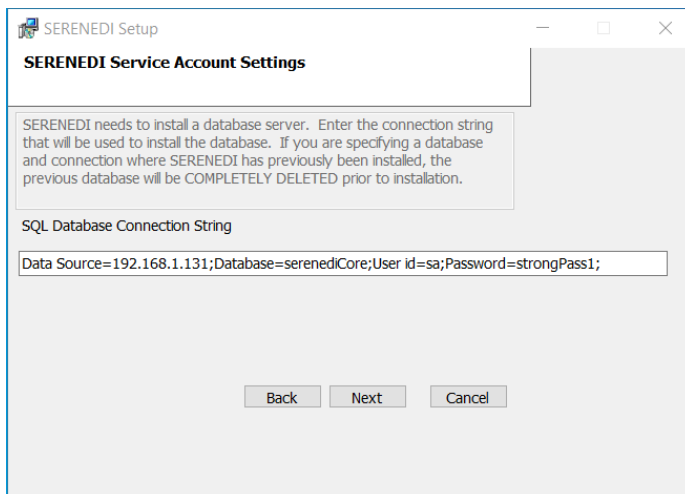 SERENEDI Setup
SERENEDI Service Account Settings
SERENEDI needs to install a database server.  Enter the connection string
that will be used to install the database.  If you are specifying a database
and connection where SERENEDI has previously been installed, the
previous database will be COMPLETELY DELETED prior to installation.
SQL Database Connection String
Data Source=192.168.1.131;Database=serenediCore;User id=sa;Password=strongPass1;
Back Next Cancel